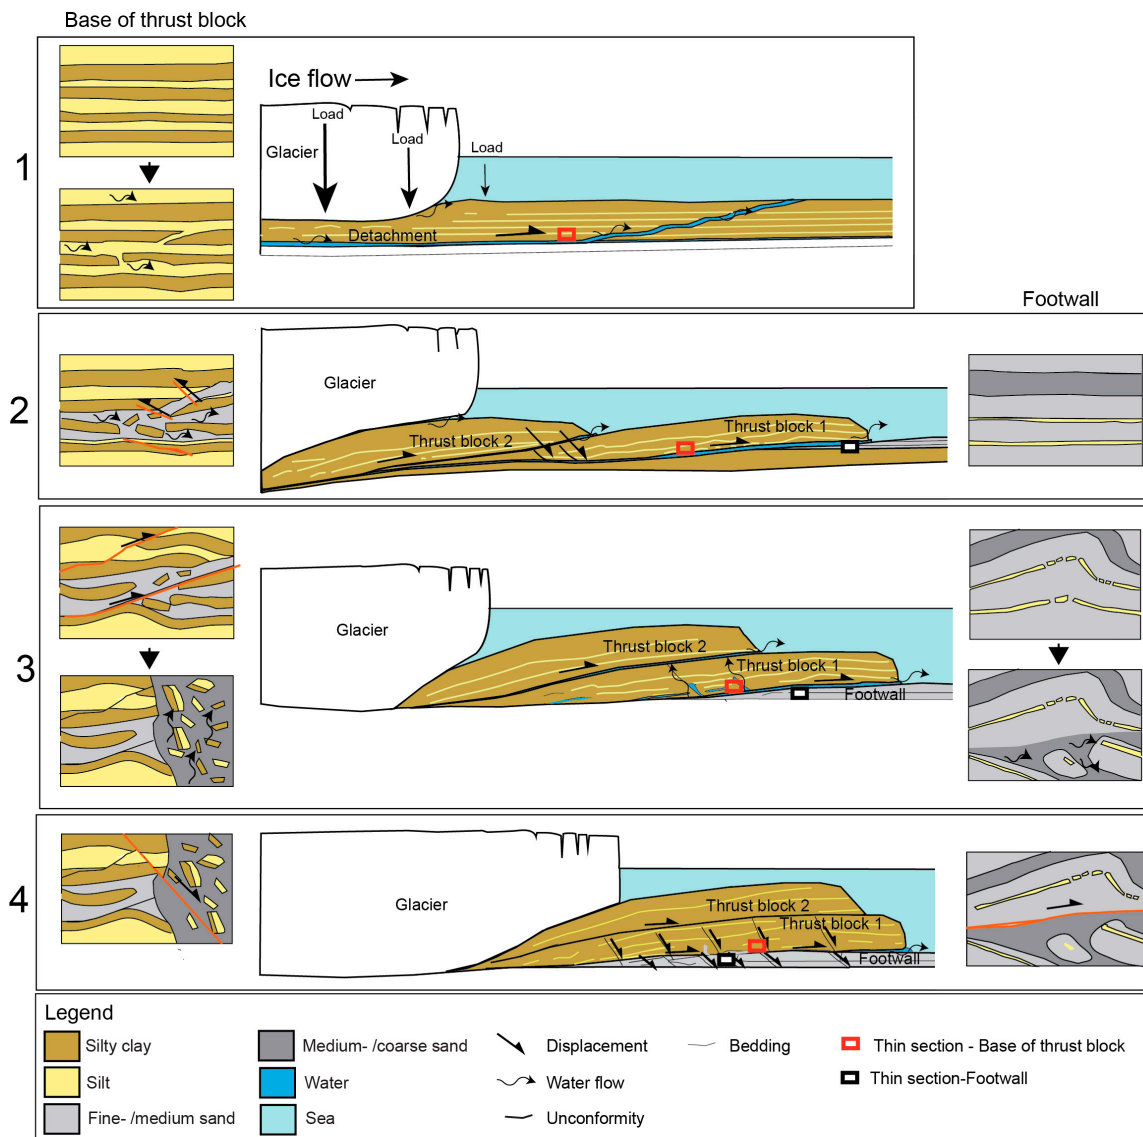 Base of thrust block
1
Ice flow
Load
Load
Glacier
Load
Detachment
Footwall
2
Glacier
Thrust block 2
Thrust block 1
3
Glacier
Thrust block 2
Thrust block 1
Footwall
4
Glacier
Thrust block 2
Thrust block 1
Footwall
Legend
Silty clay
Medium- /coarse sand
Displacement
Bedding
Thin section - Base of thrust block
Silt
Water
Water flow
Thin section-Footwall
Fine- /medium sand
Sea
Unconformity